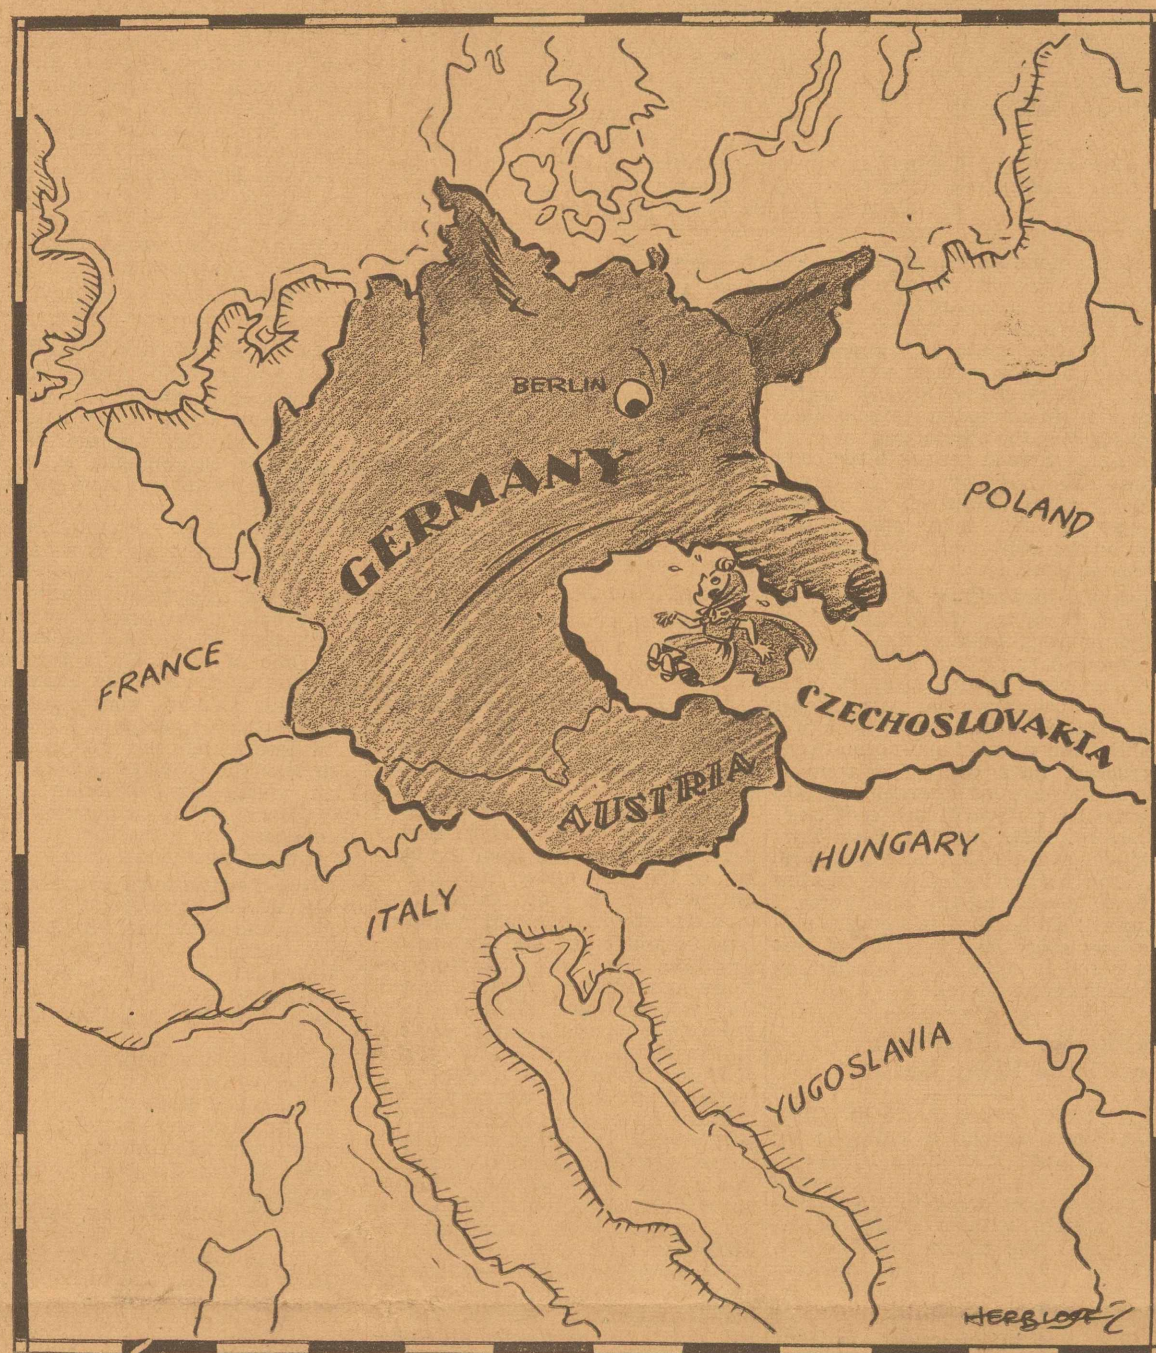 BERLIN
GERMANY
POLAND
FRANCE
CZECHOSLOVAKIA
AUSTRIA
HUNGARY
ITALY
YUGOSLAVIA
HERBLOCK